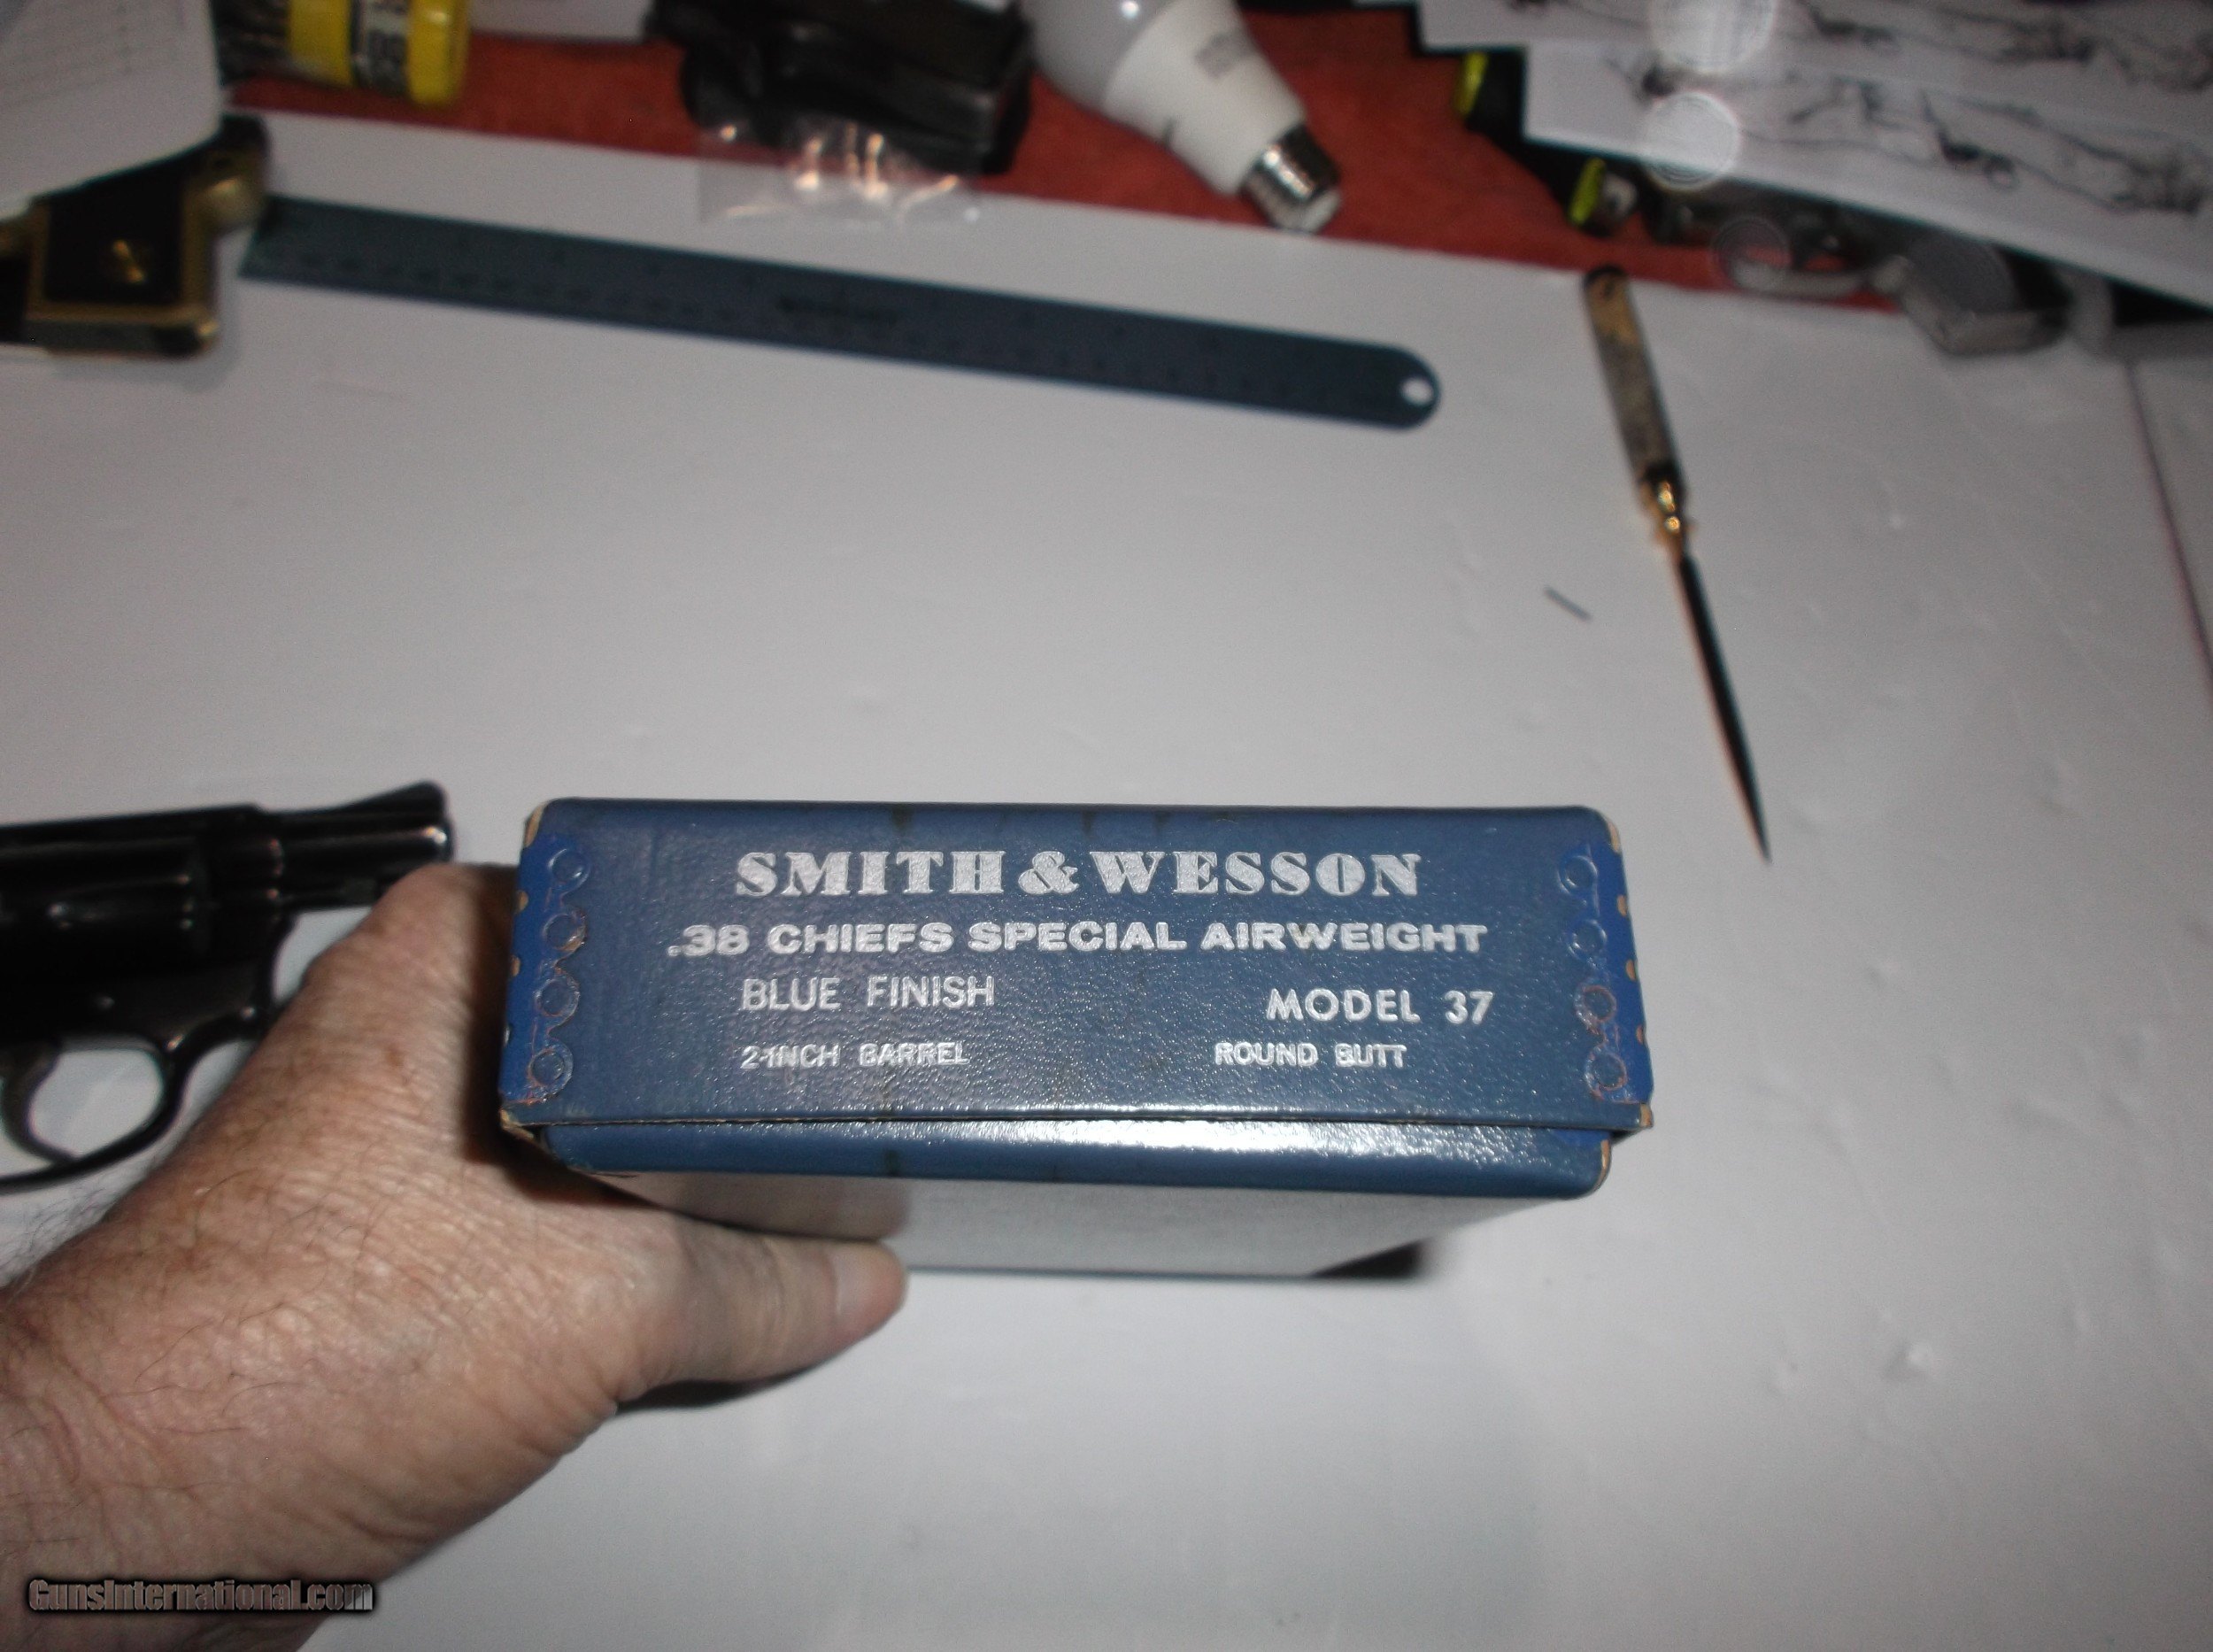 SMITH & WESSON
.38 CHIEFS SPECIAL AIRWEIGHT
BLUE FINISH MODEL 37
2-INCH BARREL ROUND BUTT
GunsInternational.com